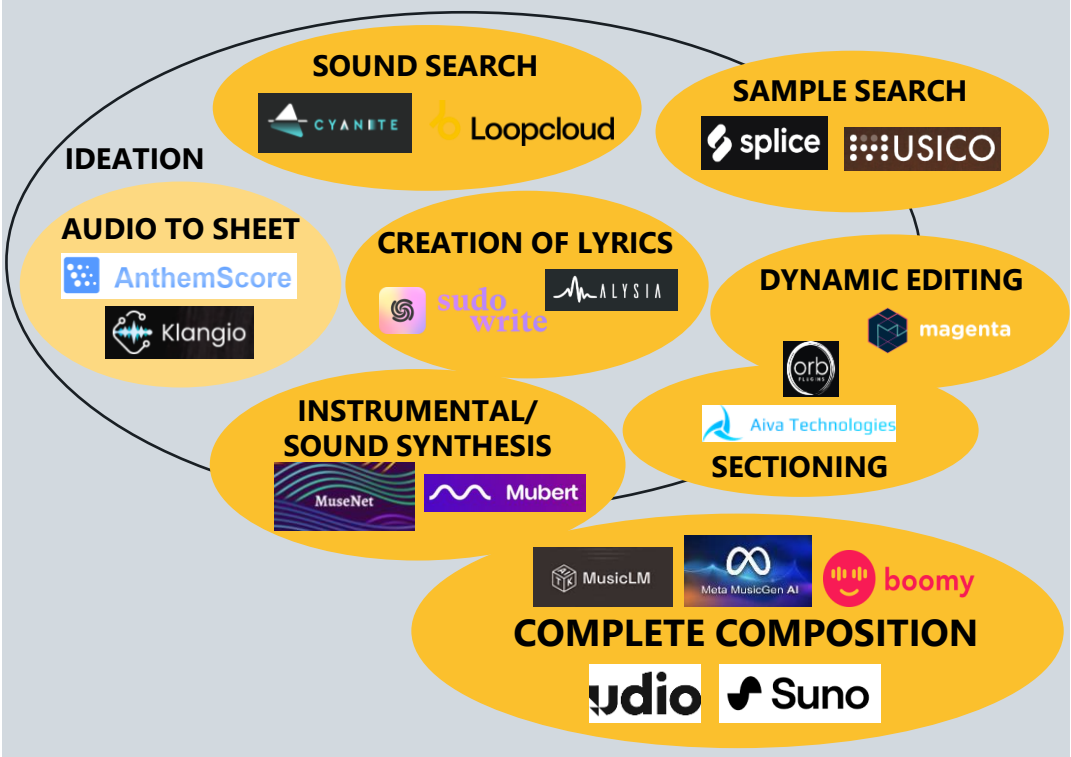 SOUND SEARCH
CYANITE
Loopcloud
SAMPLE SEARCH
splice
USICO
IDEATION
AUDIO TO SHEET
AnthemScore
Klangio
CREATION OF LYRICS
sudo
write
ALYSIA
DYNAMIC EDITING
magenta
orb
PLUGINS
Aiva Technologies
SECTIONING
INSTRUMENTAL/
SOUND SYNTHESIS
MuseNet
Mubert
MusicLM
Meta MusicGen AI
boomy
COMPLETE COMPOSITION
udio
Suno